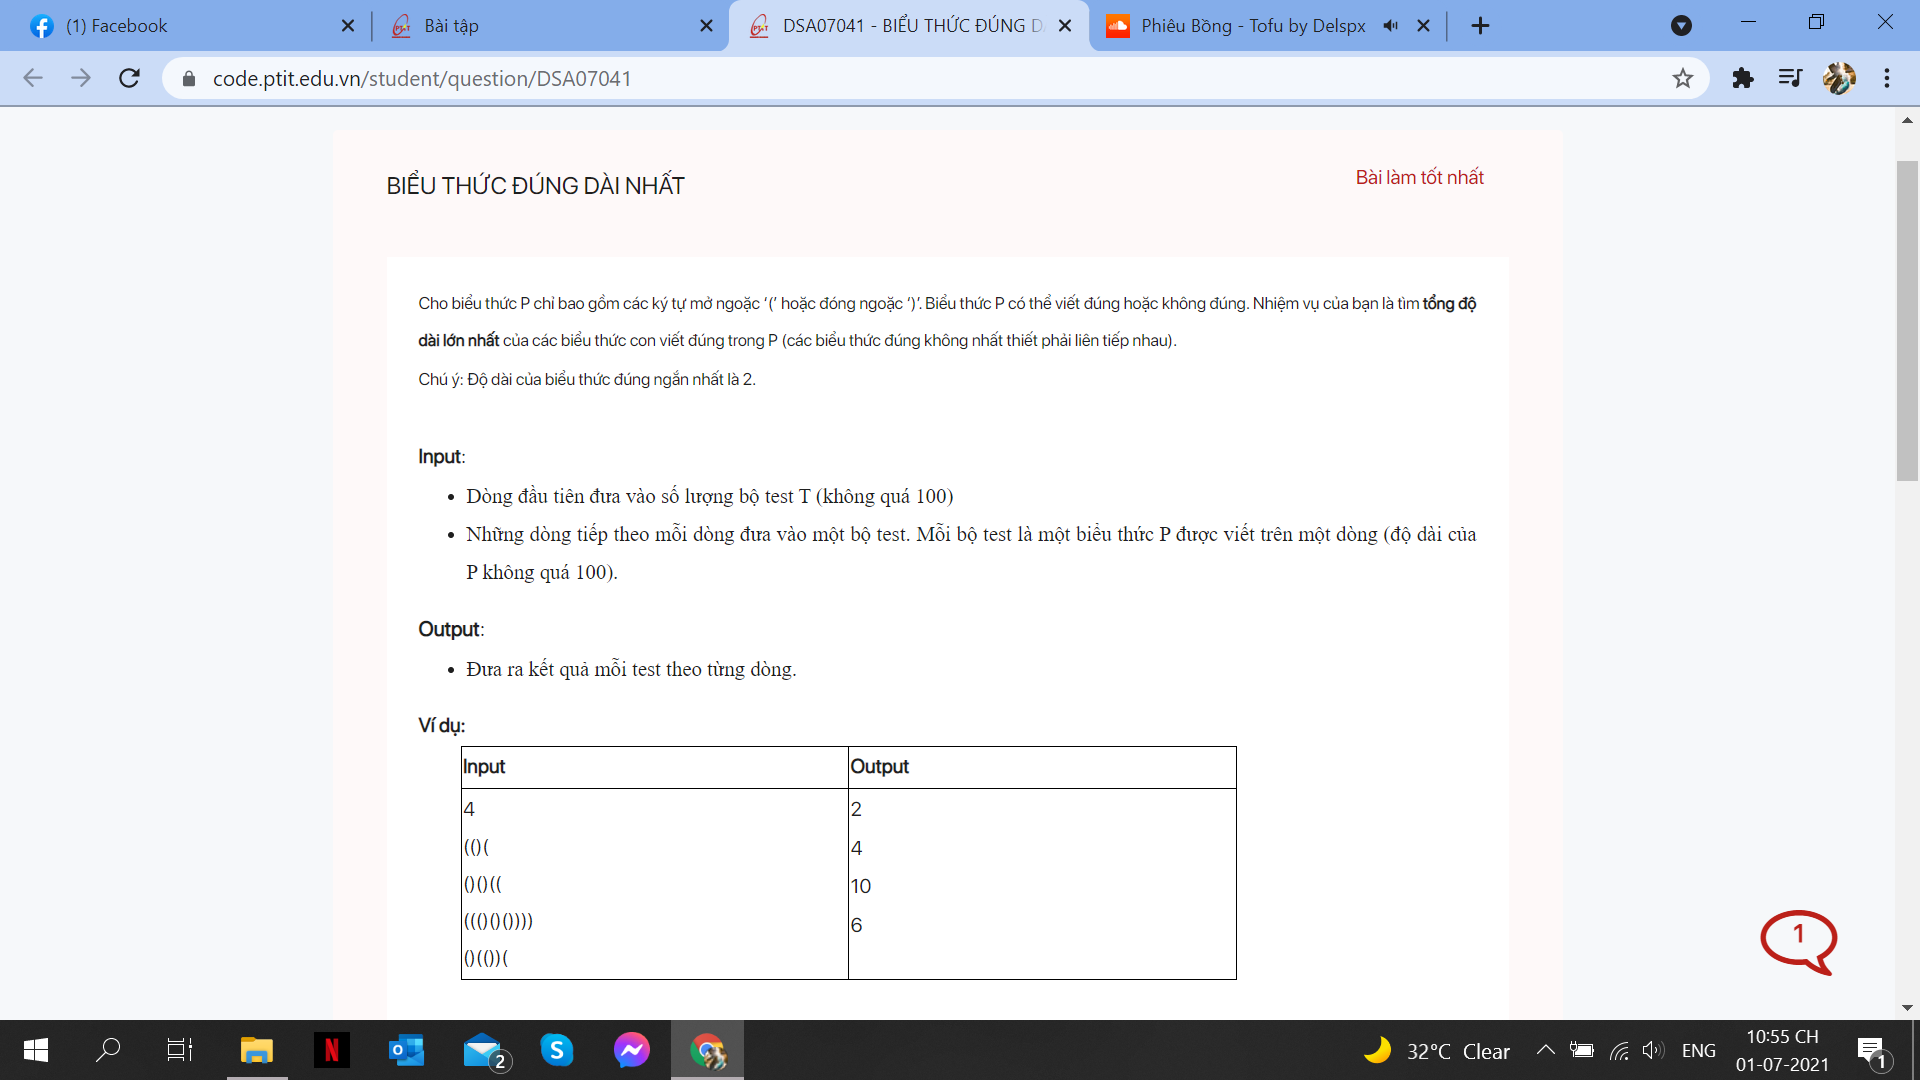 (1) Facebook
Bài tập
DSA07041 - BIỂU THỨC ĐÚNG D
Phiêu Bồng - Tofu by Delspx
code.ptit.edu.vn/student/question/DSA07041
BIỂU THỨC ĐÚNG DÀI NHẤT
Bài làm tốt nhất
Cho biểu thức P chỉ bao gồm các ký tự mở ngoặc ‘(’ hoặc đóng ngoặc ‘)’. Biểu thức P có thể viết đúng hoặc không đúng. Nhiệm vụ của bạn là tìm tổng độ
dài lớn nhất của các biểu thức con viết đúng trong P (các biểu thức đúng không nhất thiết phải liên tiếp nhau).
Chú ý: Độ dài của biểu thức đúng ngắn nhất là 2.
Input:
• Dòng đầu tiên đưa vào số lượng bộ test T (không quá 100)
• Những dòng tiếp theo mỗi dòng đưa vào một bộ test. Mỗi bộ test là một biểu thức P được viết trên một dòng (độ dài của
P không quá 100).
Output:
• Đưa ra kết quả mỗi test theo từng dòng.
Ví dụ:
Input Output
4 2
(()( 4
()()(( 10
((()()()))) 6
()(())(
1
2
32°C Clear
ENG
10:55 CH
01-07-2021
1